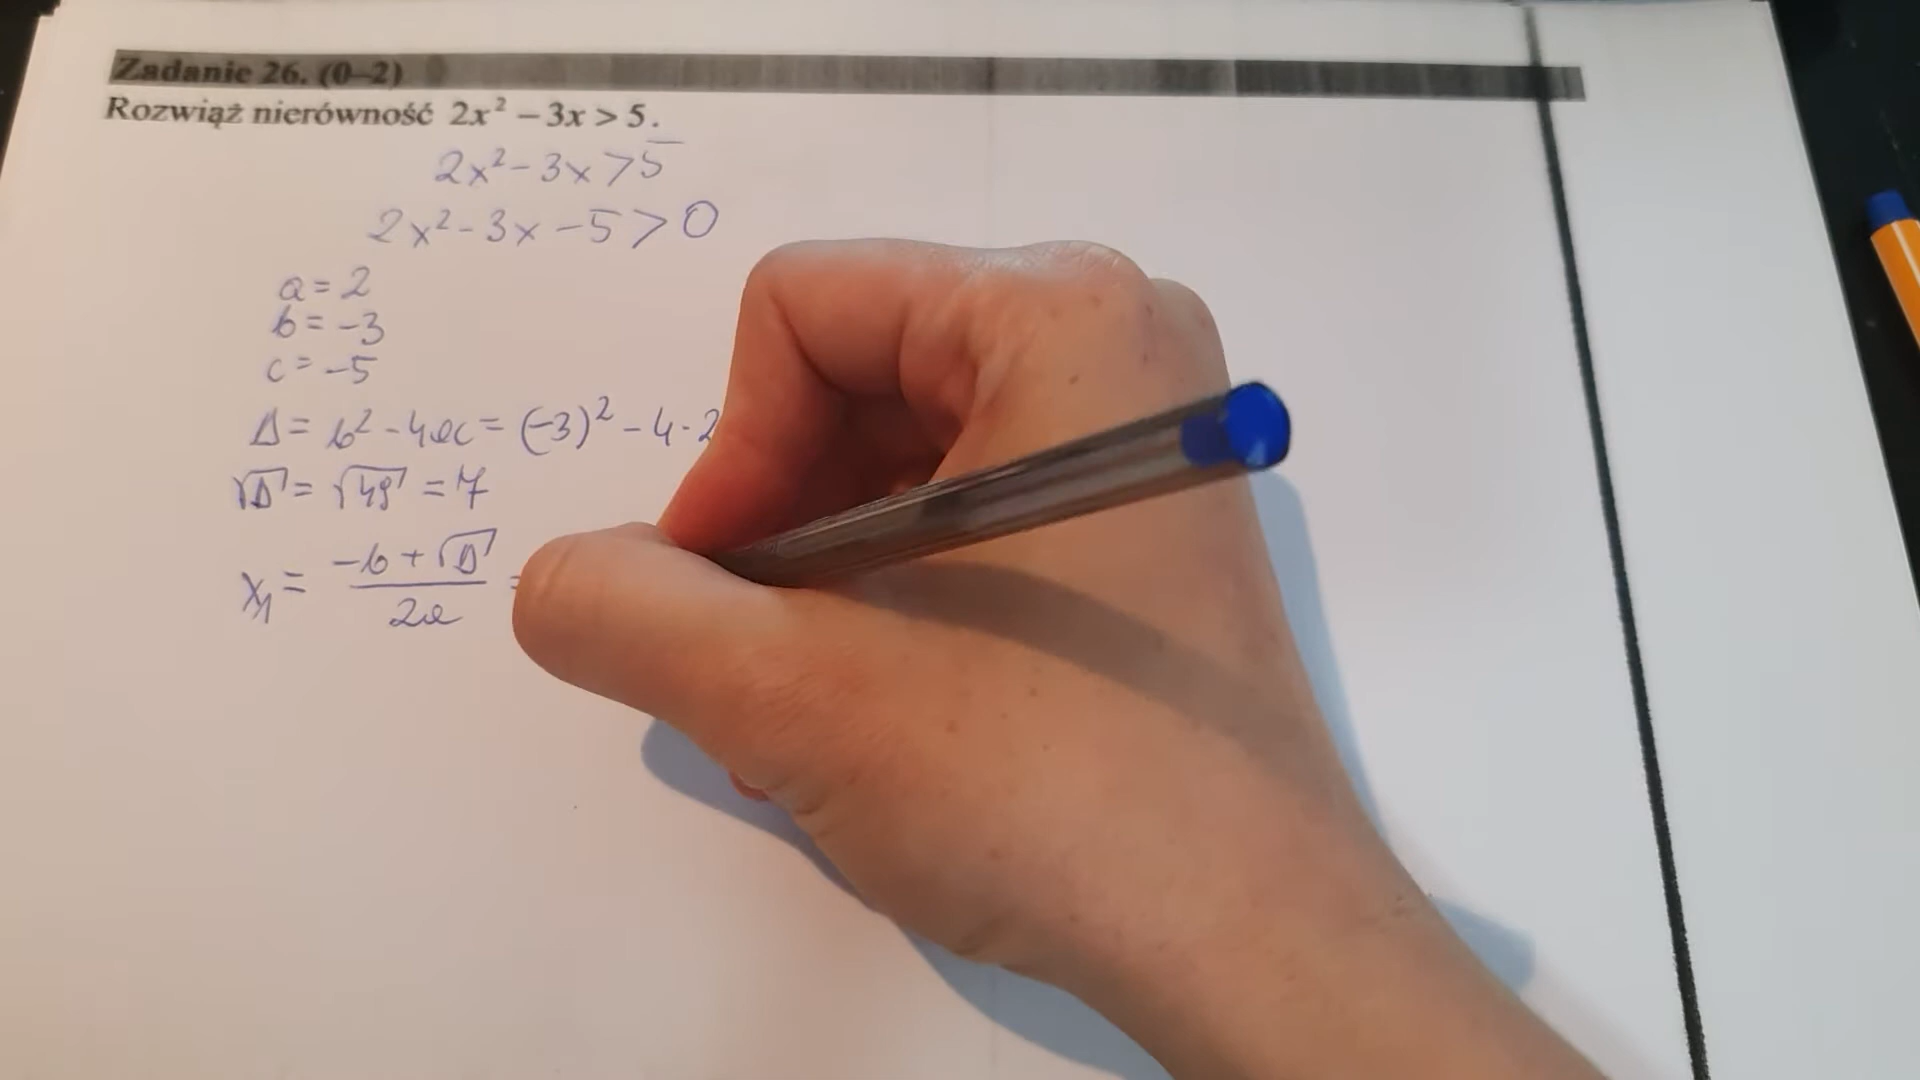 Zadanie 26. (0–2)
Rozwiąż nierówność 2x² − 3x > 5.
2x² - 3x > 5
2x² - 3x - 5 > 0
a = 2
b = -3
c = -5
Δ = b² - 4ac = (-3)² - 4 · 2
√Δ = √49 = 7
x₁ = (-b + √Δ) / 2a =